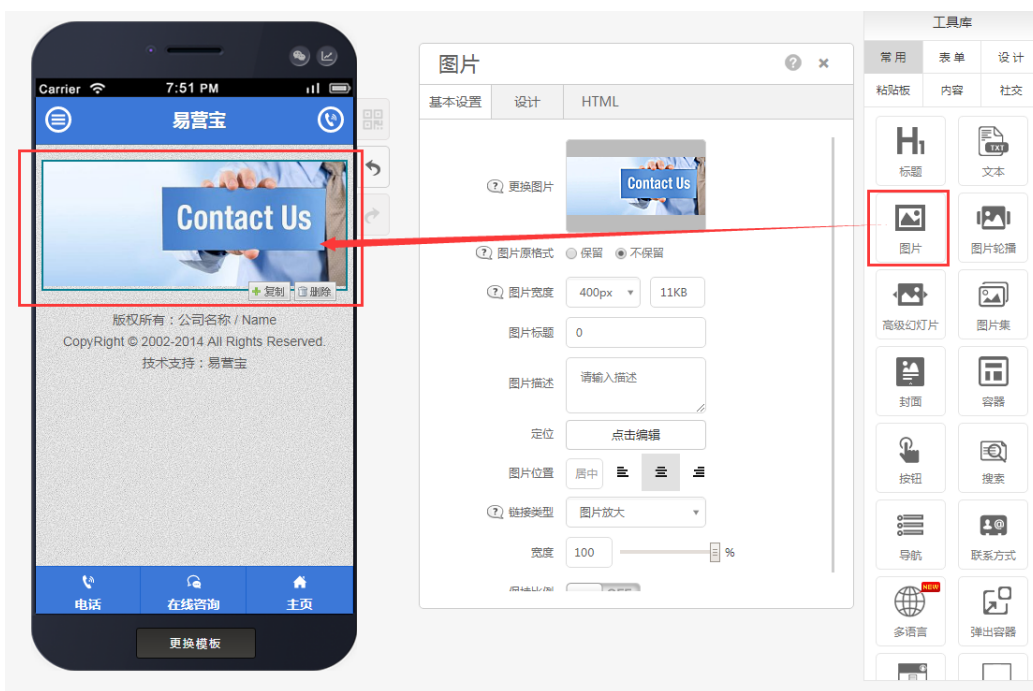 Carrier
7:51 PM
易营宝
Contact Us
复制
删除
版权所有：公司名称 / Name
CopyRight © 2002-2014 All Rights Reserved.
技术支持：易营宝
电话
在线咨询
主页
更换模板
图片
基本设置
设计
HTML
更换图片
Contact Us
图片原格式
保留
不保留
图片宽度
400px
11KB
图片标题
0
图片描述
请输入描述
定位
点击编辑
图片位置
居中
链接类型
图片放大
宽度
100
%
保持比例
OFF
工具库
常用
表单
设计
粘贴板
内容
社交
H1
标题
TXT
文本
图片
图片轮播
高级幻灯片
图片集
封面
容器
按钮
搜索
导航
联系方式
NEW
多语言
弹出容器